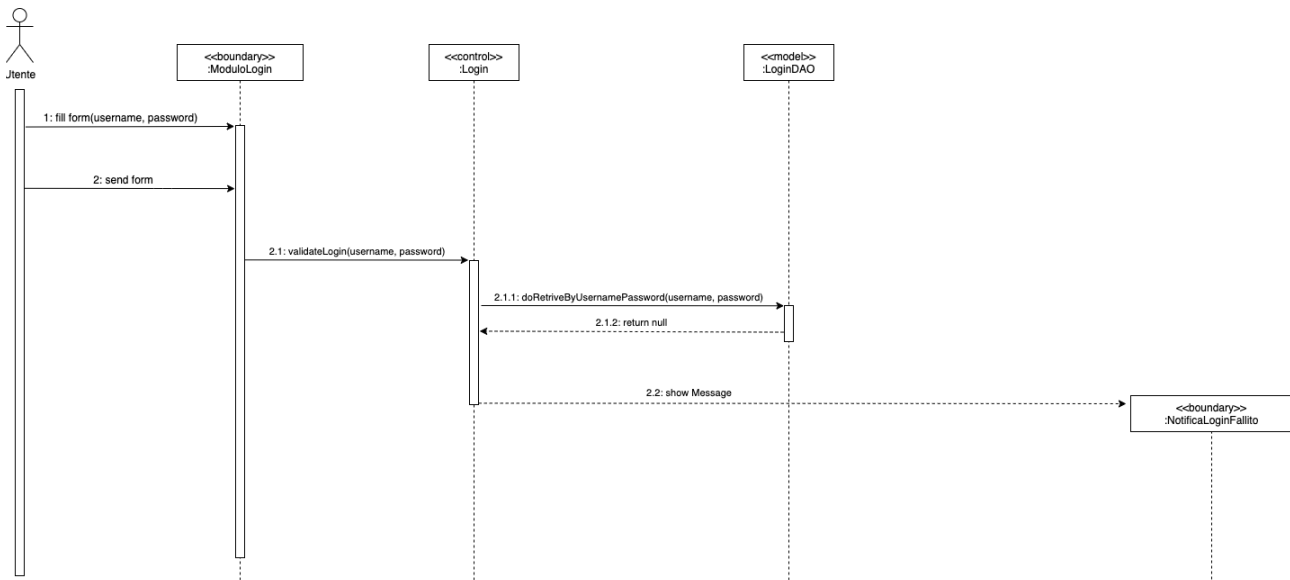 <<boundary>>
:ModuloLogin
<<control>>
:Login
<<model>>
:LoginDAO
Utente
1: fill form(username, password)
2: send form
2.1: validateLogin(username, password)
2.1.1: doRetriveByUsernamePassword(username, password)
2.1.2: return null
2.2: show Message
<<boundary>>
:NotificaLoginFallito